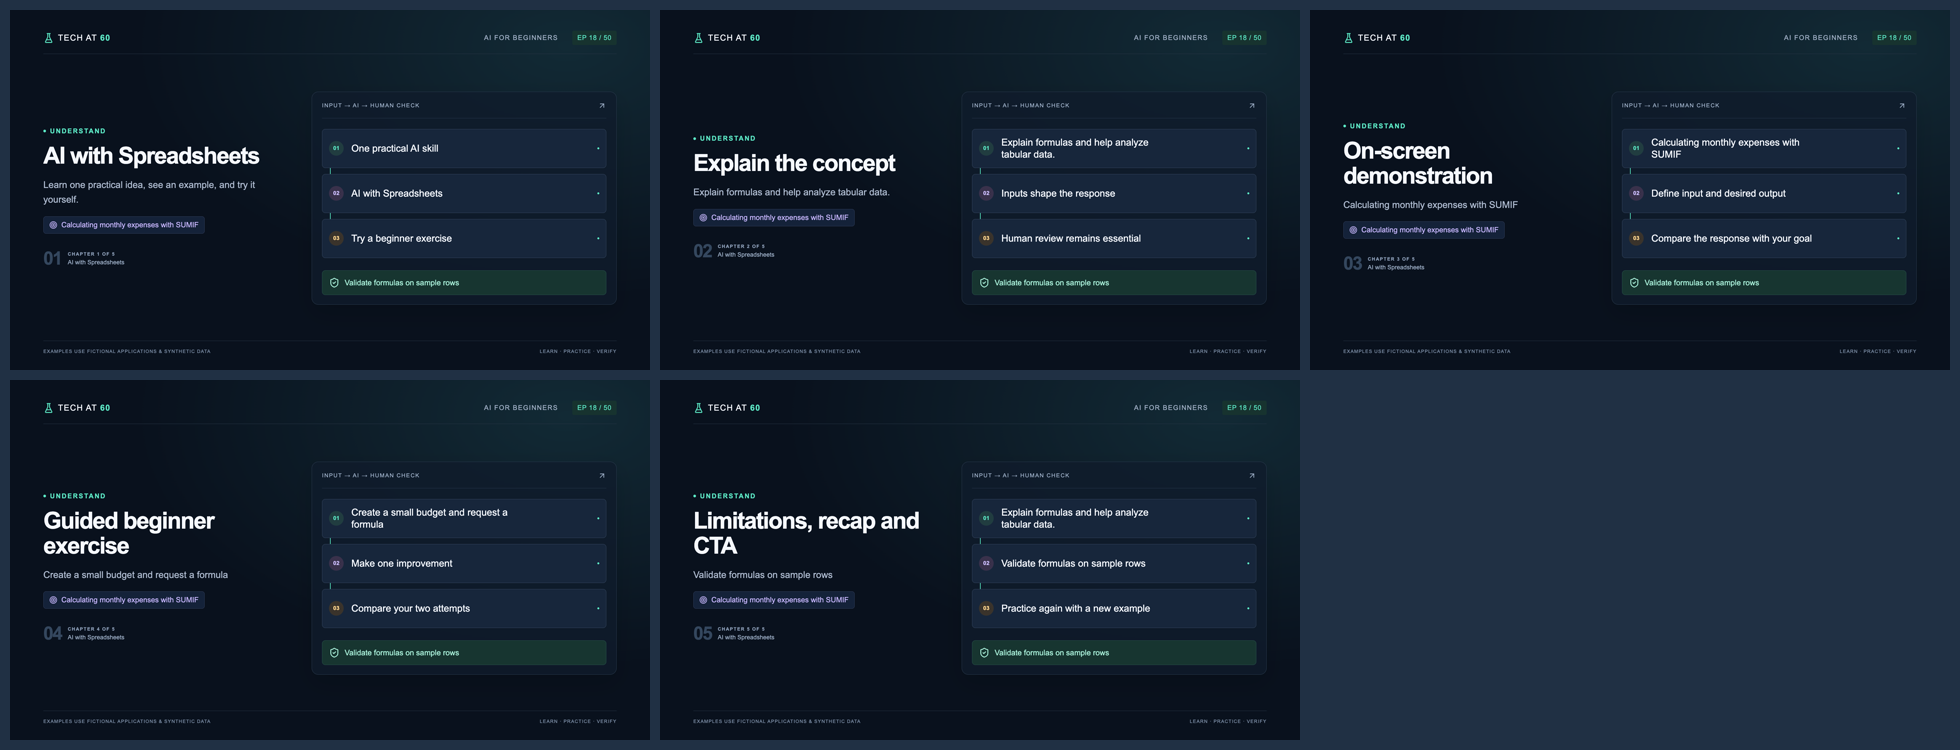 TECH AT 60
AI FOR BEGINNERS
EP 18 / 50
UNDERSTAND
AI with Spreadsheets
Learn one practical idea, see an example, and try it
yourself.
Calculating monthly expenses with SUMIF
01
CHAPTER 1 OF 5
AI with Spreadsheets
INPUT → AI → HUMAN CHECK
01 One practical AI skill
02 AI with Spreadsheets
03 Try a beginner exercise
Validate formulas on sample rows
EXAMPLES USE FICTIONAL APPLICATIONS & SYNTHETIC DATA
LEARN · PRACTICE · VERIFY
TECH AT 60
AI FOR BEGINNERS
EP 18 / 50
UNDERSTAND
Explain the concept
Explain formulas and help analyze tabular data.
Calculating monthly expenses with SUMIF
02
CHAPTER 2 OF 5
AI with Spreadsheets
INPUT → AI → HUMAN CHECK
01 Explain formulas and help analyze
tabular data.
02 Inputs shape the response
03 Human review remains essential
Validate formulas on sample rows
EXAMPLES USE FICTIONAL APPLICATIONS & SYNTHETIC DATA
LEARN · PRACTICE · VERIFY
TECH AT 60
AI FOR BEGINNERS
EP 18 / 50
UNDERSTAND
On-screen
demonstration
Calculating monthly expenses with SUMIF
Calculating monthly expenses with SUMIF
03
CHAPTER 3 OF 5
AI with Spreadsheets
INPUT → AI → HUMAN CHECK
01 Calculating monthly expenses with
SUMIF
02 Define input and desired output
03 Compare the response with your goal
Validate formulas on sample rows
EXAMPLES USE FICTIONAL APPLICATIONS & SYNTHETIC DATA
LEARN · PRACTICE · VERIFY
TECH AT 60
AI FOR BEGINNERS
EP 18 / 50
UNDERSTAND
Guided beginner
exercise
Create a small budget and request a formula
Calculating monthly expenses with SUMIF
04
CHAPTER 4 OF 5
AI with Spreadsheets
INPUT → AI → HUMAN CHECK
01 Create a small budget and request a
formula
02 Make one improvement
03 Compare your two attempts
Validate formulas on sample rows
EXAMPLES USE FICTIONAL APPLICATIONS & SYNTHETIC DATA
LEARN · PRACTICE · VERIFY
TECH AT 60
AI FOR BEGINNERS
EP 18 / 50
UNDERSTAND
Limitations, recap and
CTA
Validate formulas on sample rows
Calculating monthly expenses with SUMIF
05
CHAPTER 5 OF 5
AI with Spreadsheets
INPUT → AI → HUMAN CHECK
01 Explain formulas and help analyze
tabular data.
02 Validate formulas on sample rows
03 Practice again with a new example
Validate formulas on sample rows
EXAMPLES USE FICTIONAL APPLICATIONS & SYNTHETIC DATA
LEARN · PRACTICE · VERIFY